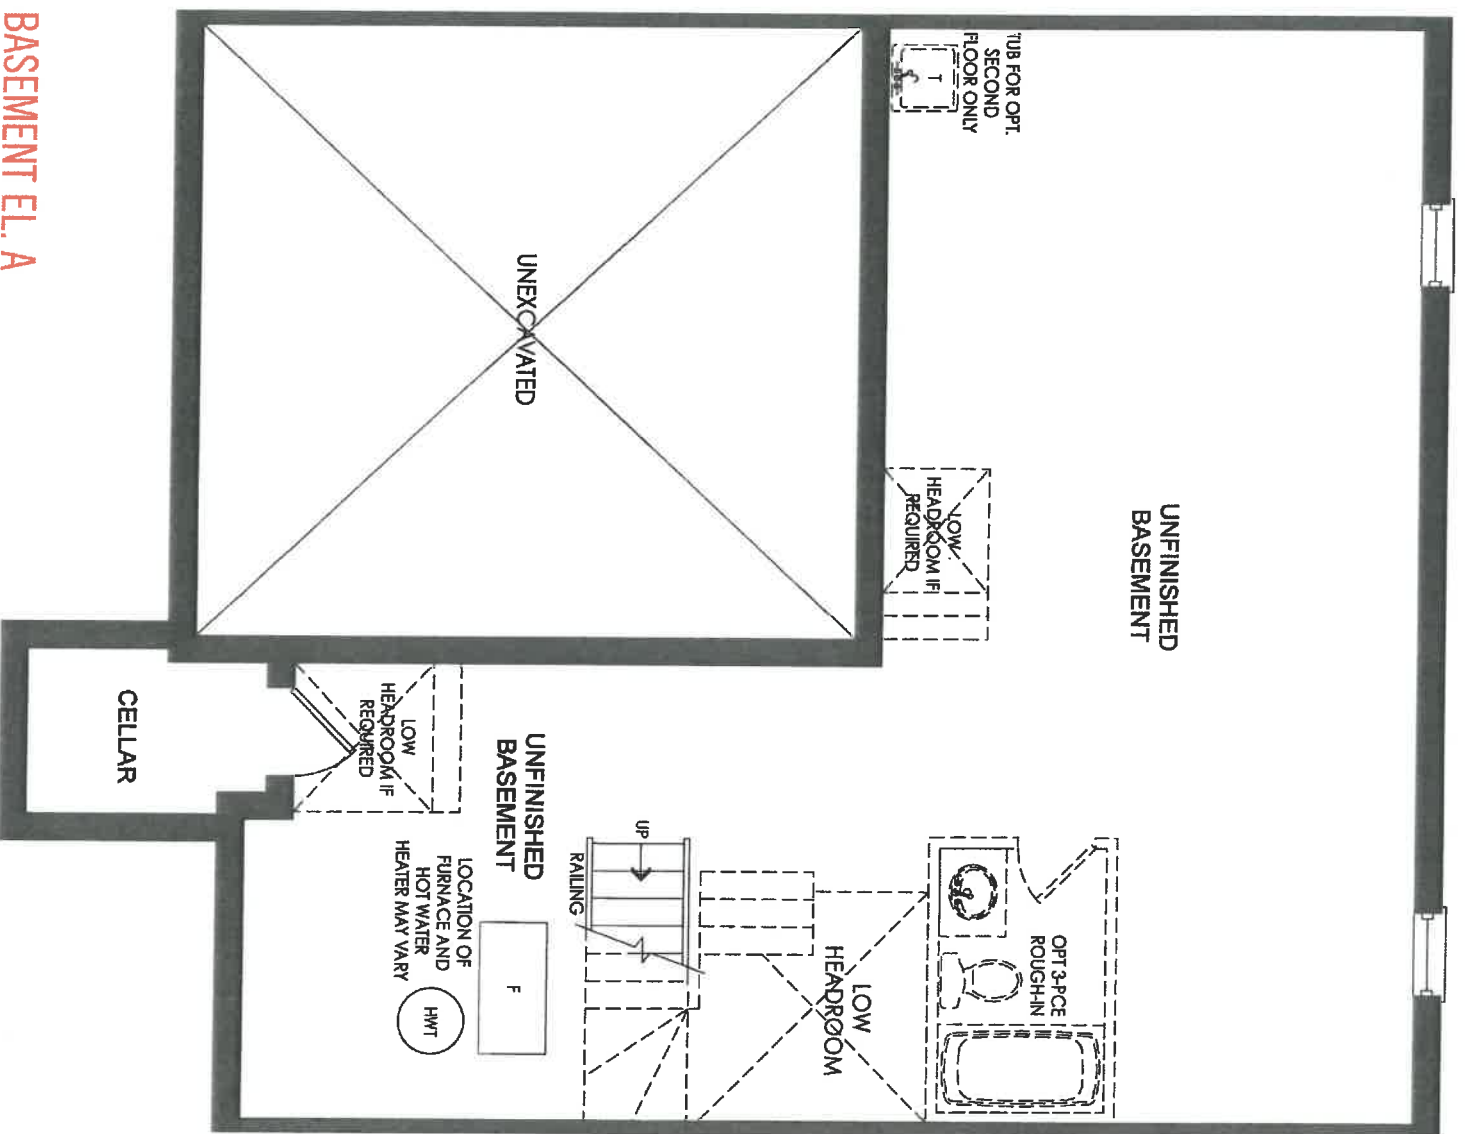 TUB FOR OPT.
SECOND
FLOOR ONLY
T
UNFINISHED
BASEMENT
LOW
HEADROOM IF
REQUIRED
UNEXCAVATED
OPT 3-PCE
ROUGH-IN
LOW
HEADROOM
UP
RAILING
UNFINISHED
BASEMENT
F
LOCATION OF
FURNACE AND
HOT WATER
HEATER MAY VARY
HWT
LOW
HEADROOM IF
REQUIRED
CELLAR
BASEMENT EL. A